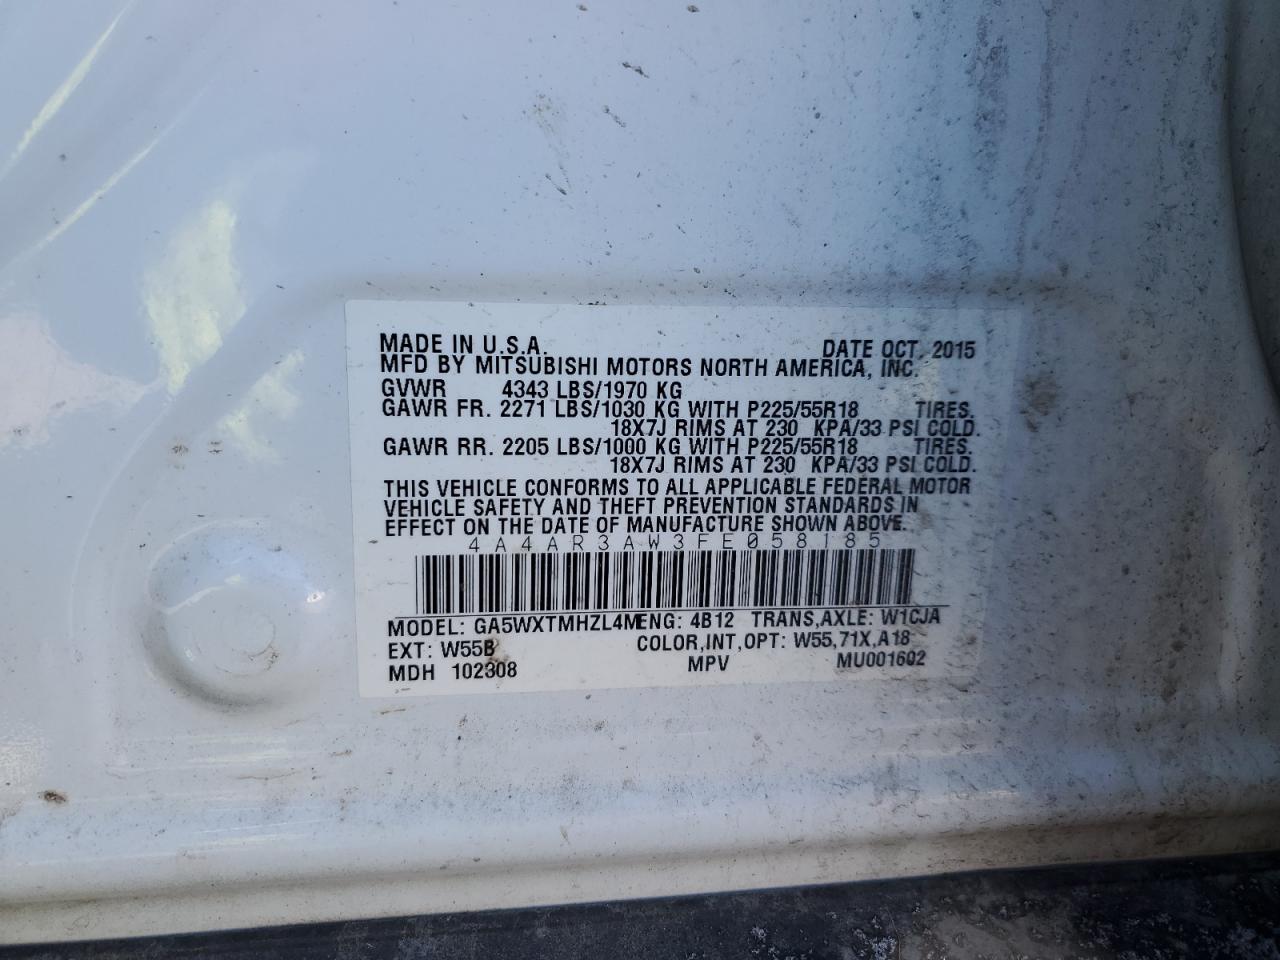 MADE IN U.S.A. DATE OCT. 2015
MFD BY MITSUBISHI MOTORS NORTH AMERICA, INC.
GVWR 4343 LBS/1970 KG
GAWR FR. 2271 LBS/1030 KG WITH P225/55R18 TIRES.
18X7J RIMS AT 230 KPA/33 PSI COLD.
GAWR RR. 2205 LBS/1000 KG WITH P225/55R18 TIRES.
18X7J RIMS AT 230 KPA/33 PSI COLD.
THIS VEHICLE CONFORMS TO ALL APPLICABLE FEDERAL MOTOR
VEHICLE SAFETY AND THEFT PREVENTION STANDARDS IN
EFFECT ON THE DATE OF MANUFACTURE SHOWN ABOVE.
4A4AR3AW3FE058185
MODEL: GA5WXTMHZL4M ENG: 4B12 TRANS,AXLE: W1CJA
EXT: W55B COLOR,INT,OPT: W55,71X,A18
MDH 102308 MPV MU001602